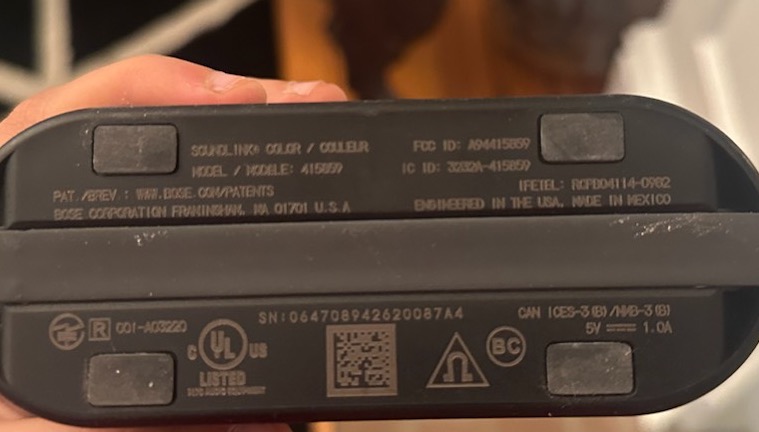 SOUNDLINK® COLOR / COULEUR
MODEL / MODELE: 415859
PAT./BREV.: WWW.BOSE.COM/PATENTS
BOSE CORPORATION FRAMINGHAM, MA 01701 U.S.A
FCC ID: A94415859
IC ID: 3232A-415859
IFETEL: RCPBO4114-0982
ENGINEERED IN THE USA, MADE IN MEXICO
R 001-A03220
SN:064708942620087A4
CAN ICES-3(B)/NMB-3(B)
5V 1.0A
C UL US
LISTED
BC